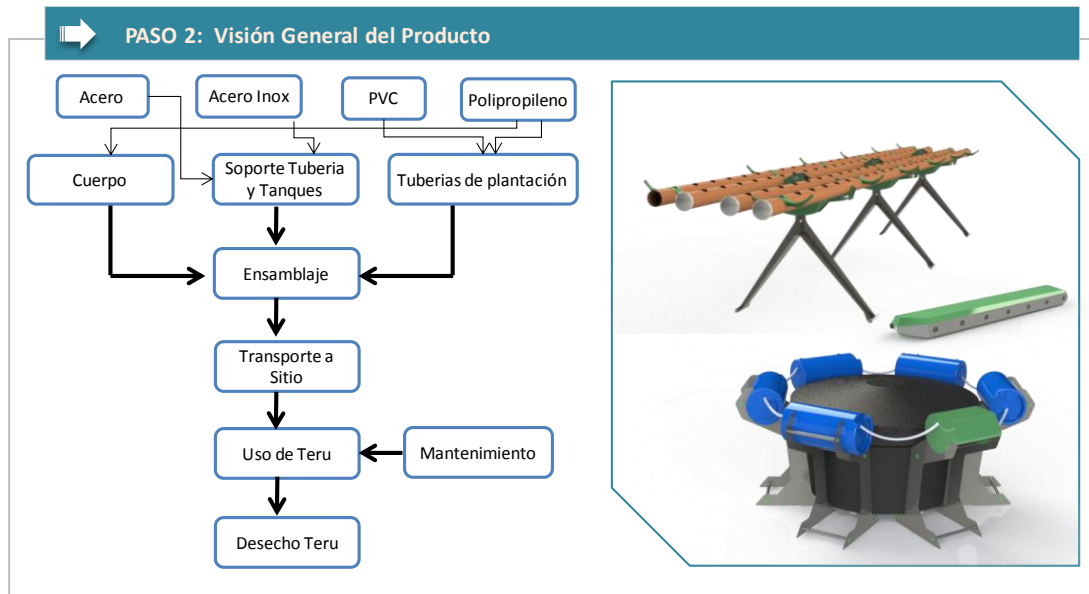 PASO 2: Visión General del Producto
Acero
Acero Inox
PVC
Polipropileno
Cuerpo
Soporte Tuberia
y Tanques
Tuberias de plantación
Ensamblaje
Transporte a
Sitio
Uso de Teru
Mantenimiento
Desecho Teru